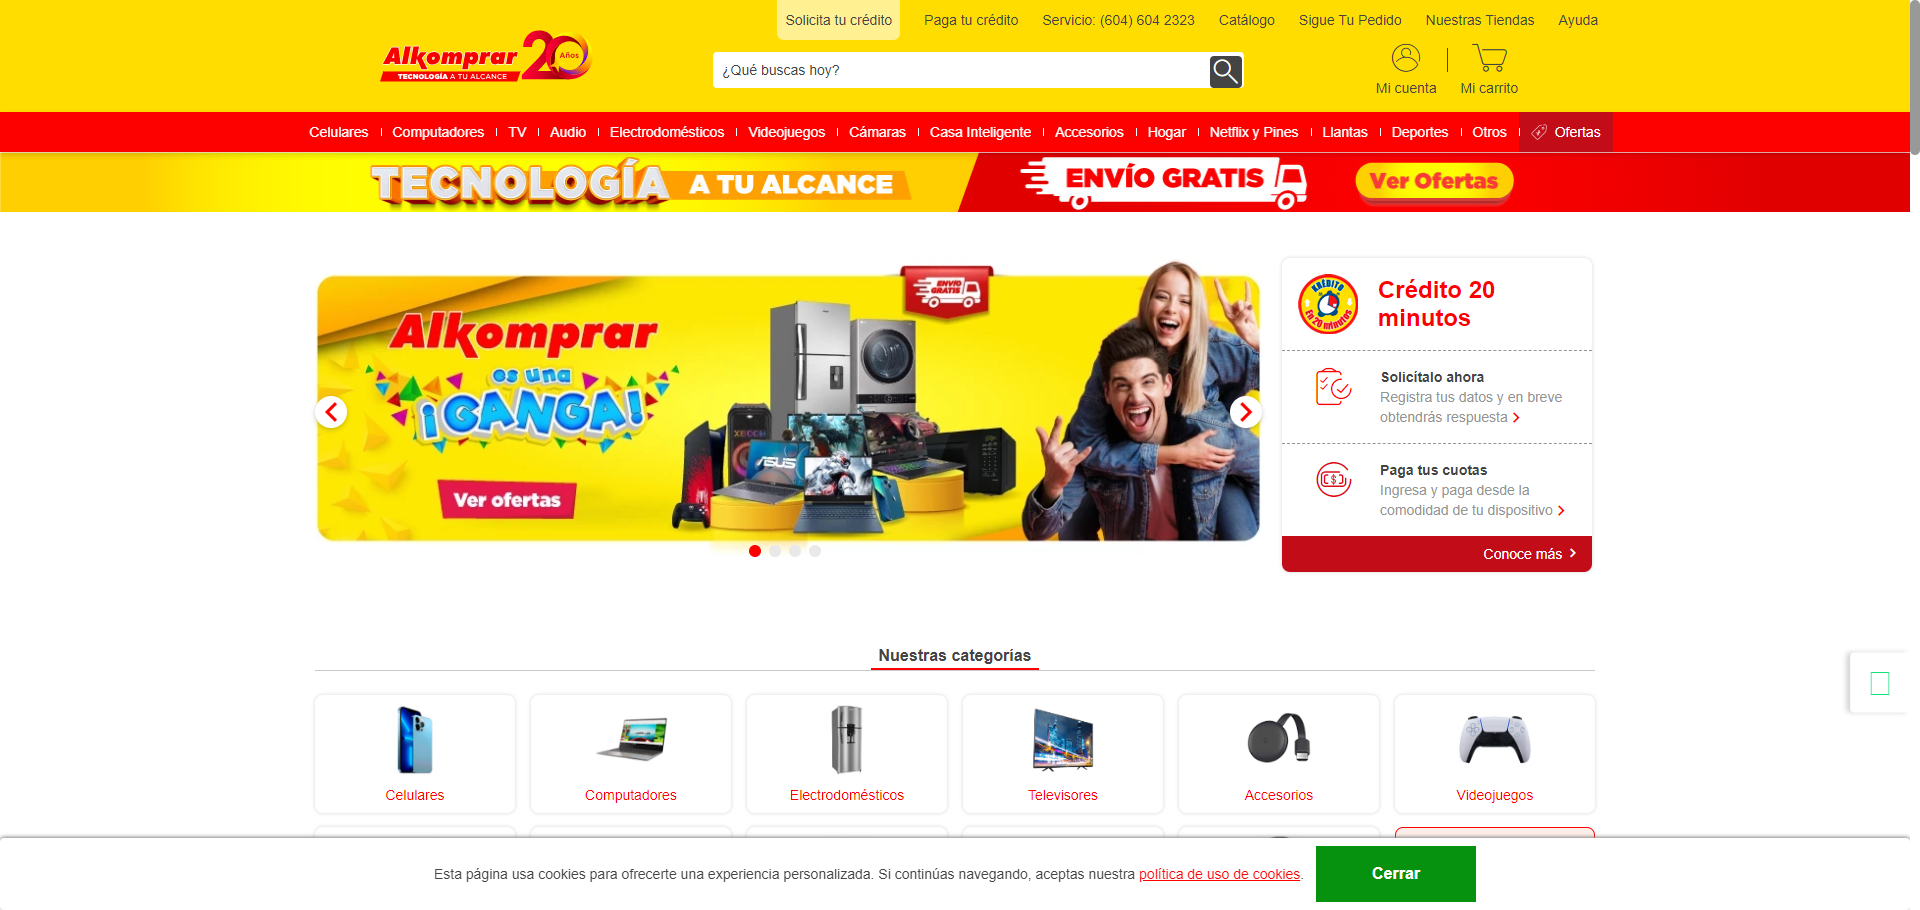 Solicita tu crédito
Paga tu crédito
Servicio: (604) 604 2323
Catálogo
Sigue Tu Pedido
Nuestras Tiendas
Ayuda
Alkomprar 20 Años
TECNOLOGÍA A TU ALCANCE
¿Qué buscas hoy?
Mi cuenta
Mi carrito
Celulares
Computadores
TV
Audio
Electrodomésticos
Videojuegos
Cámaras
Casa Inteligente
Accesorios
Hogar
Netflix y Pines
Llantas
Deportes
Otros
Ofertas
TECNOLOGÍA A TU ALCANCE
ENVÍO GRATIS
Ver Ofertas
ENVÍO
GRATIS
Alkomprar
es una
¡GANGA!
ASUS
Ver ofertas
KRÉDITO
En 20 minutos
Crédito 20
minutos
Solicítalo ahora
Registra tus datos y en breve
obtendrás respuesta
Paga tus cuotas
Ingresa y paga desde la
comodidad de tu dispositivo
Conoce más
Nuestras categorías
Celulares
Computadores
Electrodomésticos
Televisores
Accesorios
Videojuegos
Esta página usa cookies para ofrecerte una experiencia personalizada. Si continúas navegando, aceptas nuestra política de uso de cookies.
Cerrar